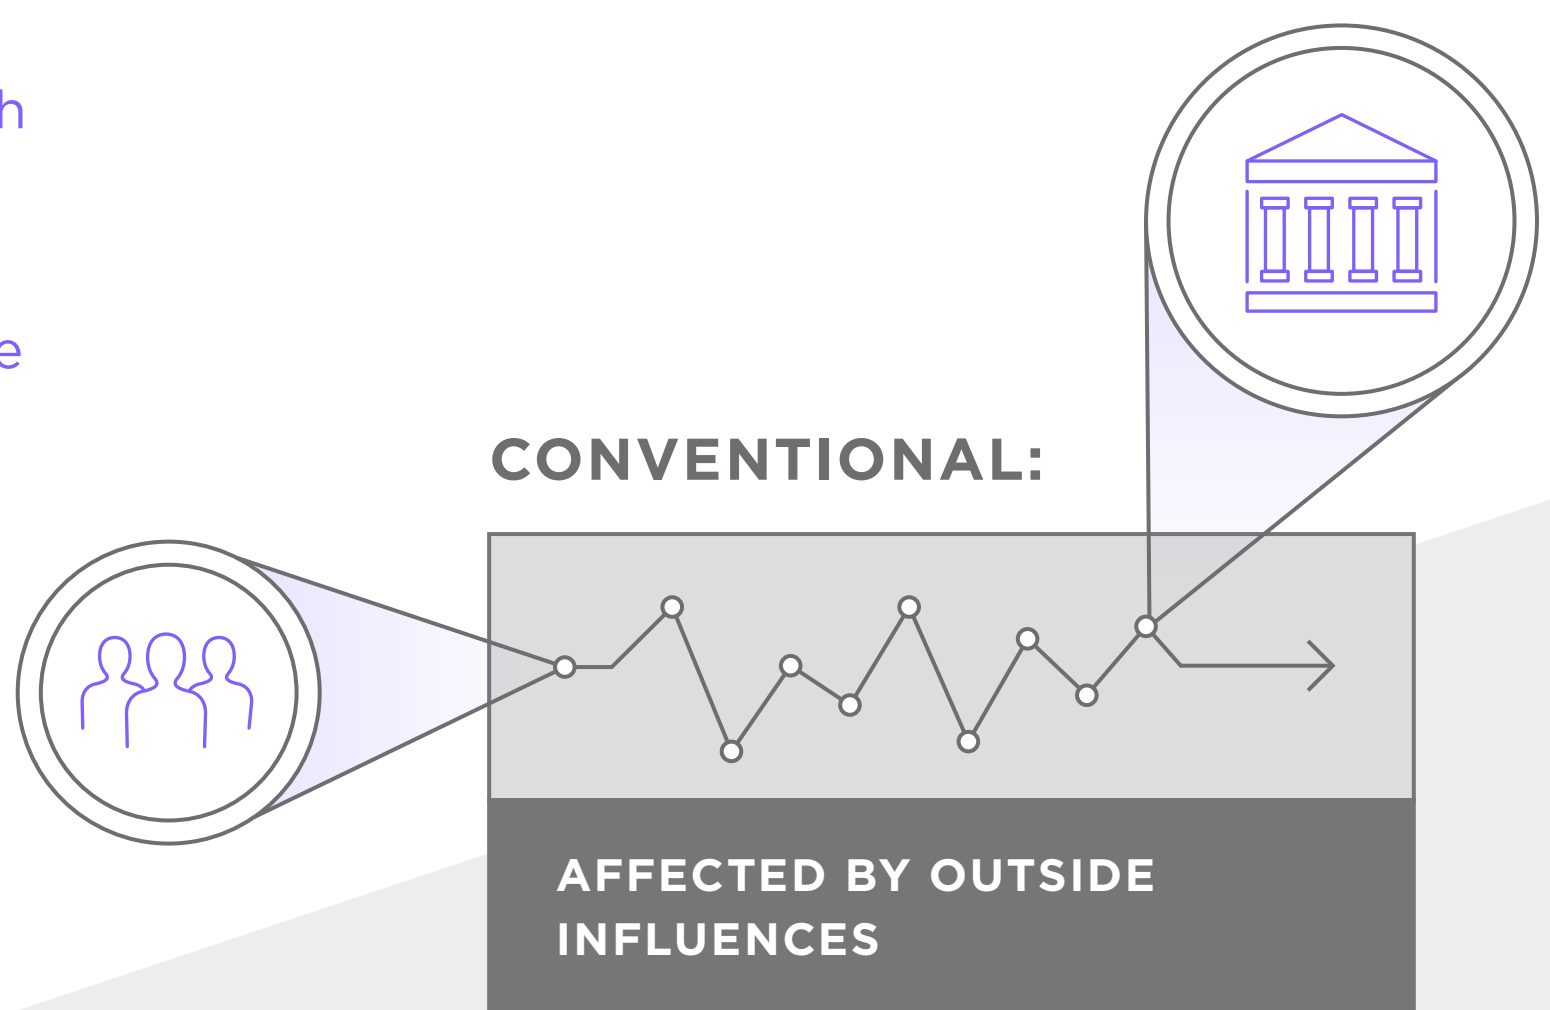 h
e
CONVENTIONAL:
AFFECTED BY OUTSIDE
INFLUENCES